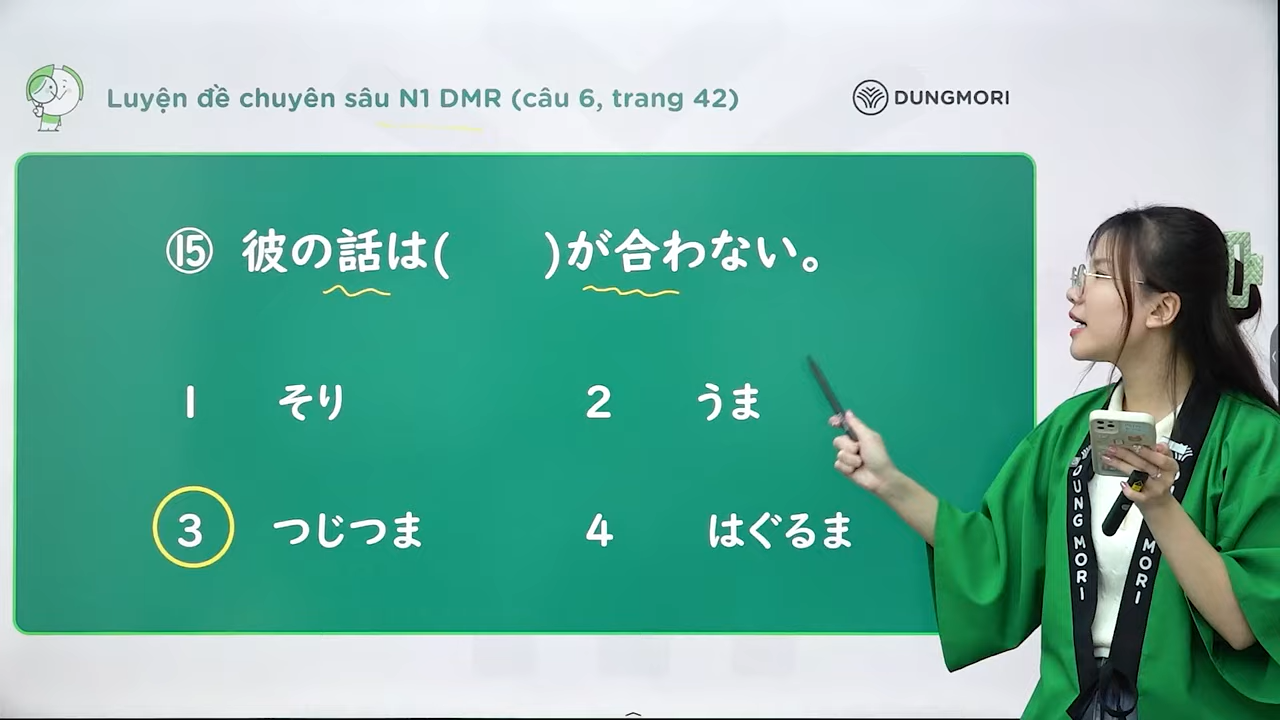 Luyện đề chuyên sâu N1 DMR (câu 6, trang 42)
DUNGMORI
⑮ 彼の話は( )が合わない。
1 そり
2 うま
3 つじつま
4 はぐるま
DUNG MORI
MORI